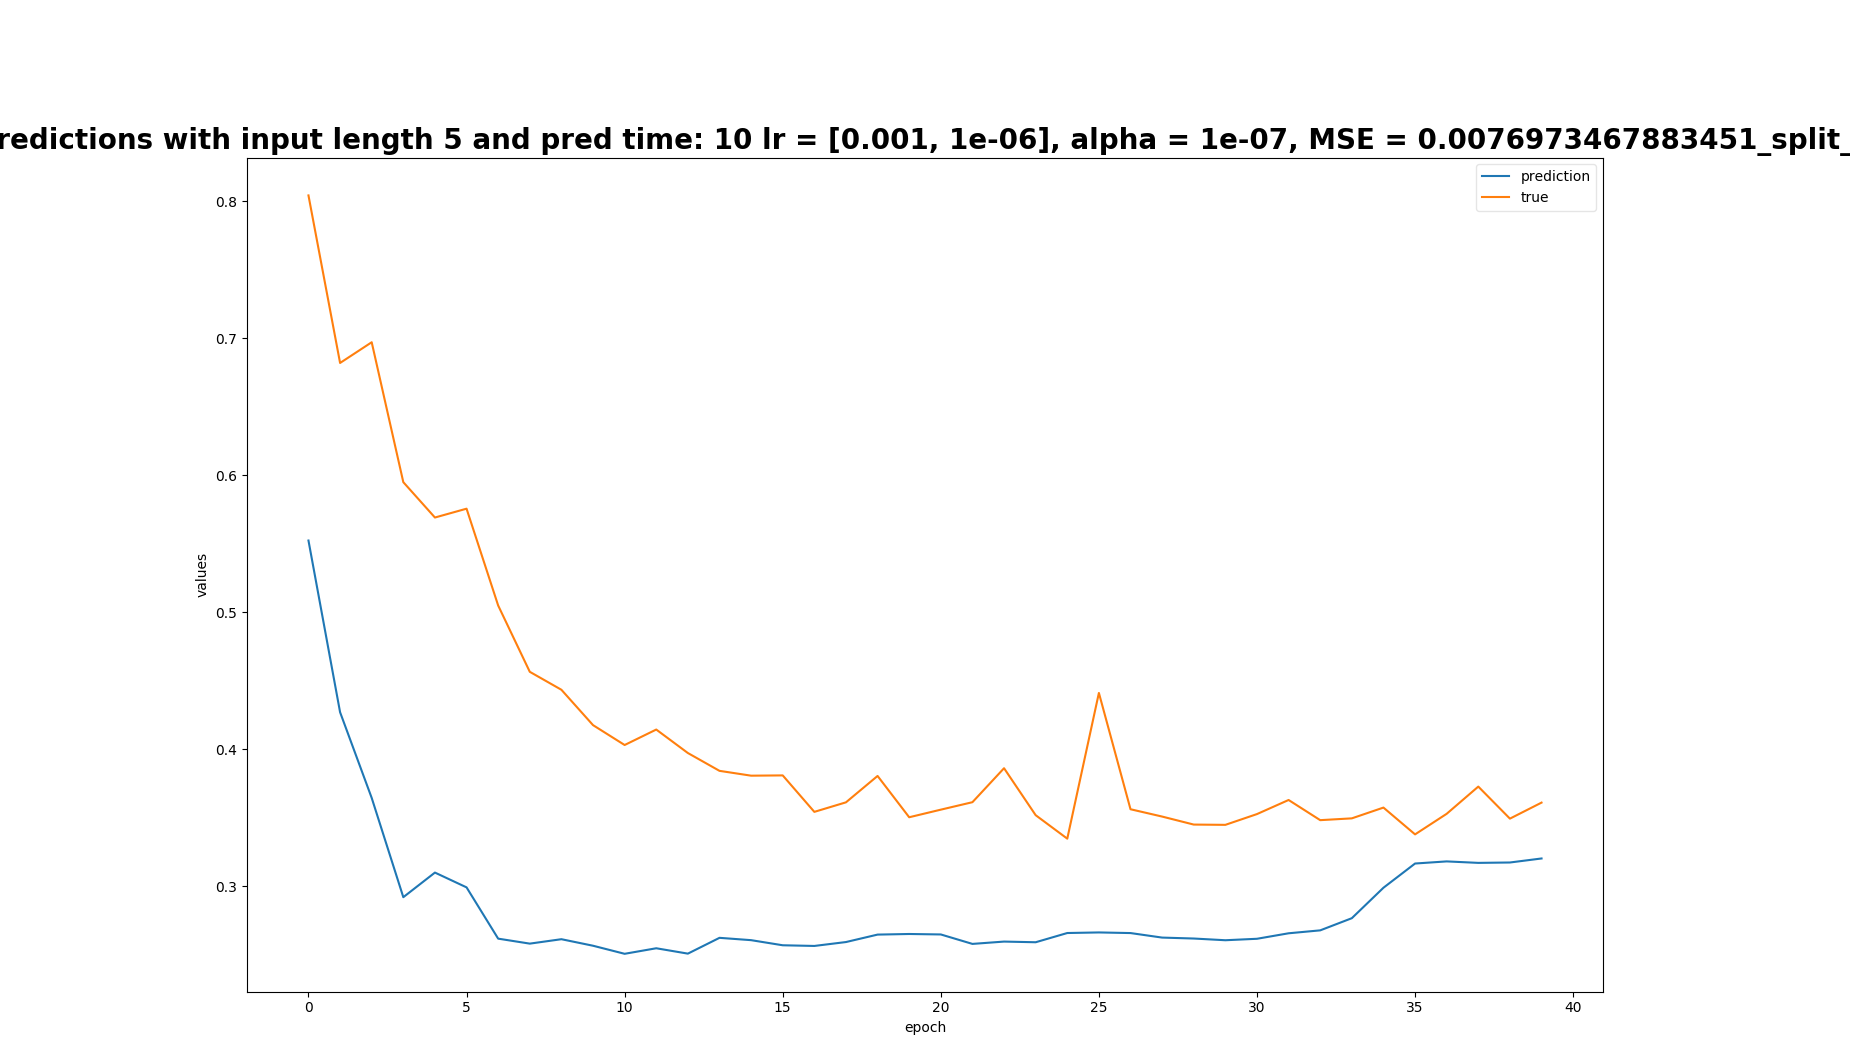 redictions with input length 5 and pred time: 10 lr = [0.001, 1e-06], alpha = 1e-07, MSE = 0.0076973467883451_split_
prediction
true
0.8
0.7
0.6
0.5
0.4
0.3
values
0 5 10 15 20 25 30 35 40
epoch